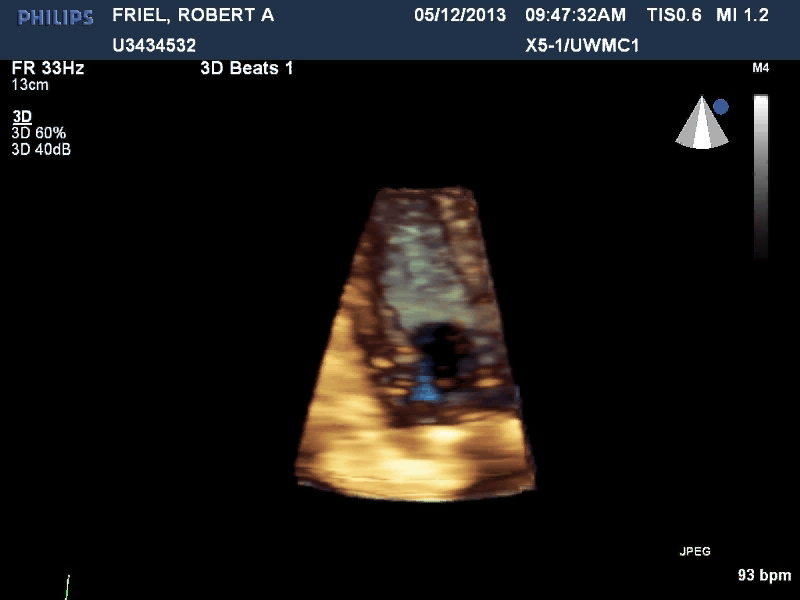 PHILIPS FRIEL, ROBERT A 05/12/2013 09:47:32AM TIS0.6 MI 1.2
U3434532 X5-1/UWMC1
FR 33Hz 3D Beats 1 M4
13cm
3D
3D 60%
3D 40dB
JPEG
93 bpm